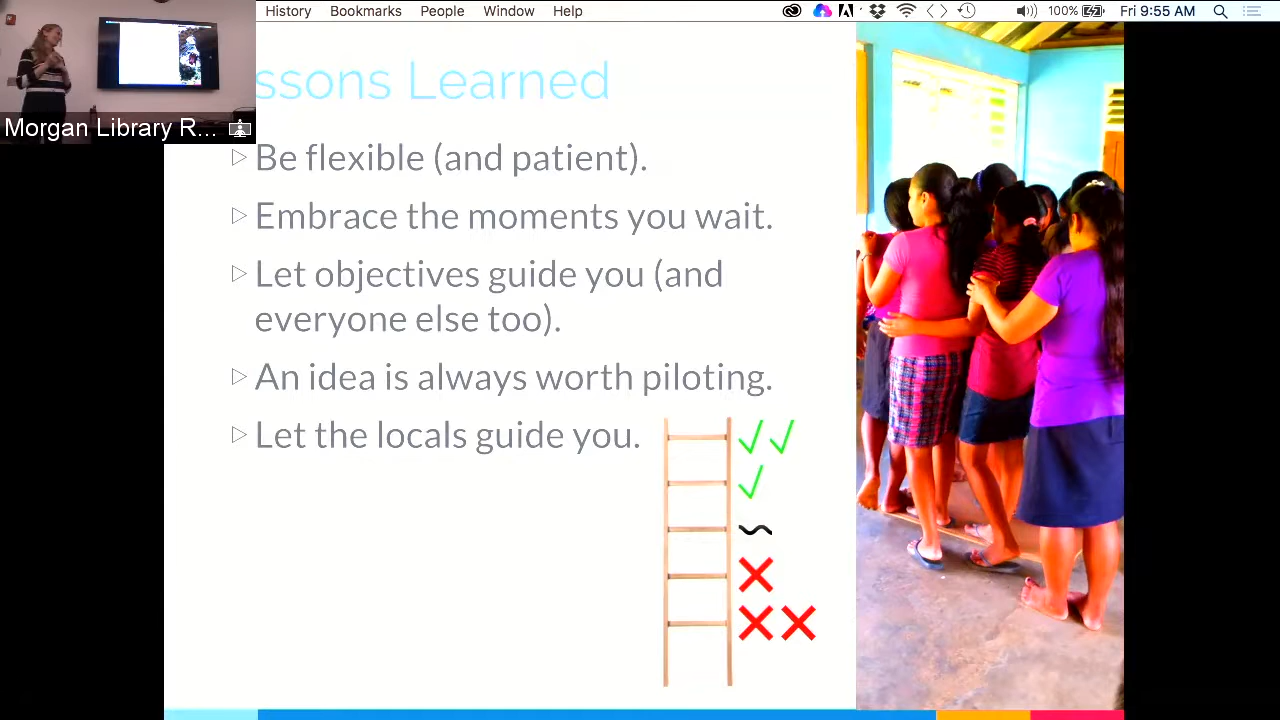 History Bookmarks People Window Help 100% Fri 9:55 AM
Morgan Library R...
ssons Learned
Be flexible (and patient).
Embrace the moments you wait.
Let objectives guide you (and
everyone else too).
An idea is always worth piloting.
Let the locals guide you.